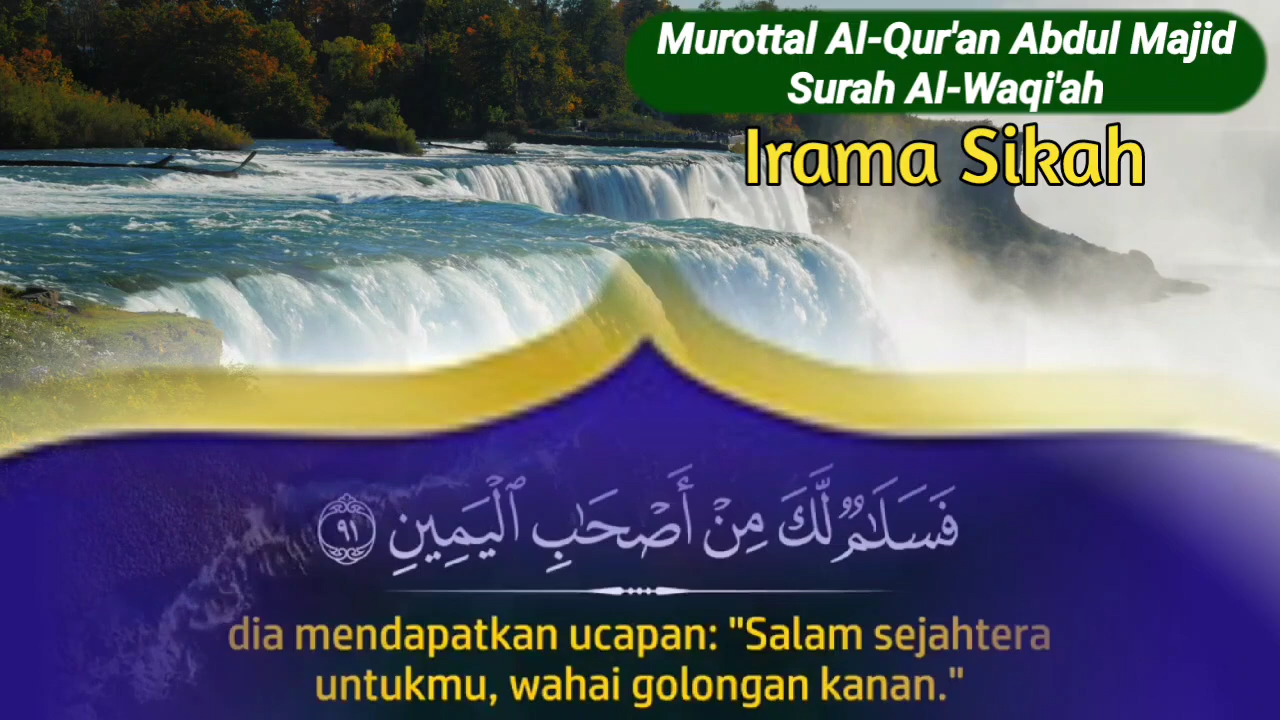 Murottal Al-Qur'an Abdul Majid
Surah Al-Waqi'ah
Irama Sikah
فَسَلَـٰمٌ لَّكَ مِنْ أَصْحَـٰبِ ٱلْيَمِينِ ٩١
dia mendapatkan ucapan: "Salam sejahtera
untukmu, wahai golongan kanan."